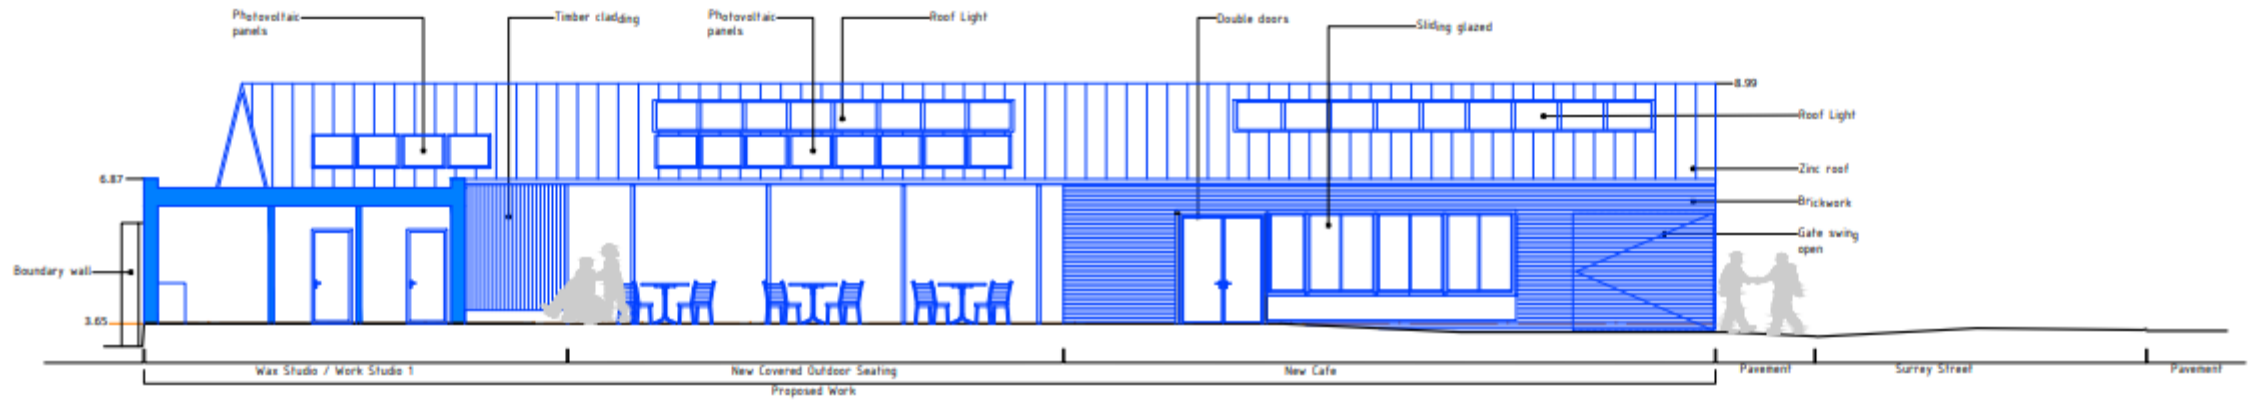 Photovoltaic
panels
Timber cladding
Photovoltaic
panels
Roof Light
Double doors
Sliding glazed
8.99
Roof Light
Zinc roof
6.87
Brickwork
Gate swing
open
Boundary wall
3.65
Wax Studio / Work Studio 1
New Covered Outdoor Seating
New Cafe
Pavement
Surrey Street
Pavement
Proposed Work